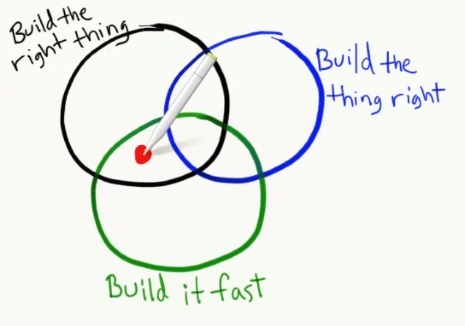 Build the
right thing
Build the
thing right
Build it fast